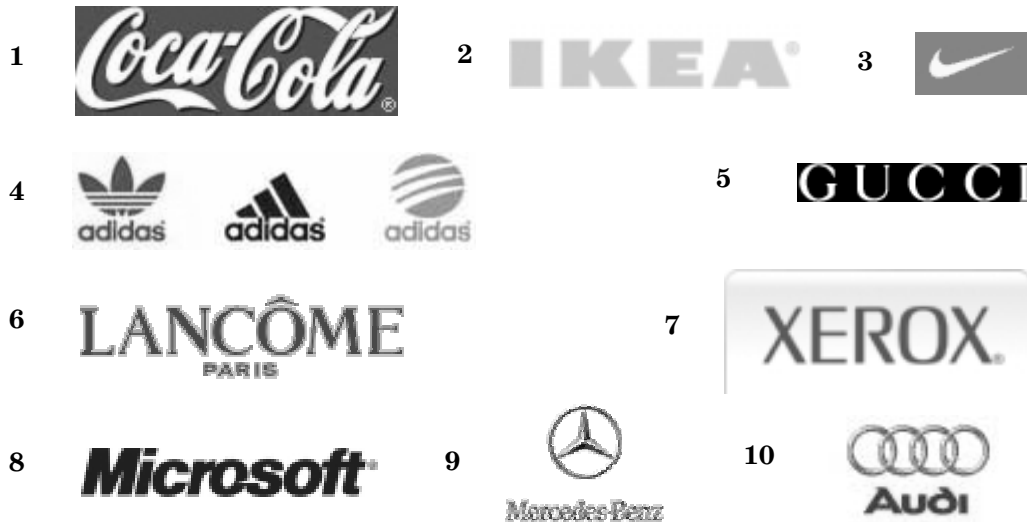 1 Coca-Cola ®
2 IKEA ®
3
4 adidas adidas adidas
5 GUCCI
6 LANCÔME
PARIS
7 XEROX ®
8 Microsoft ®
9 Mercedes-Benz
10 Audi